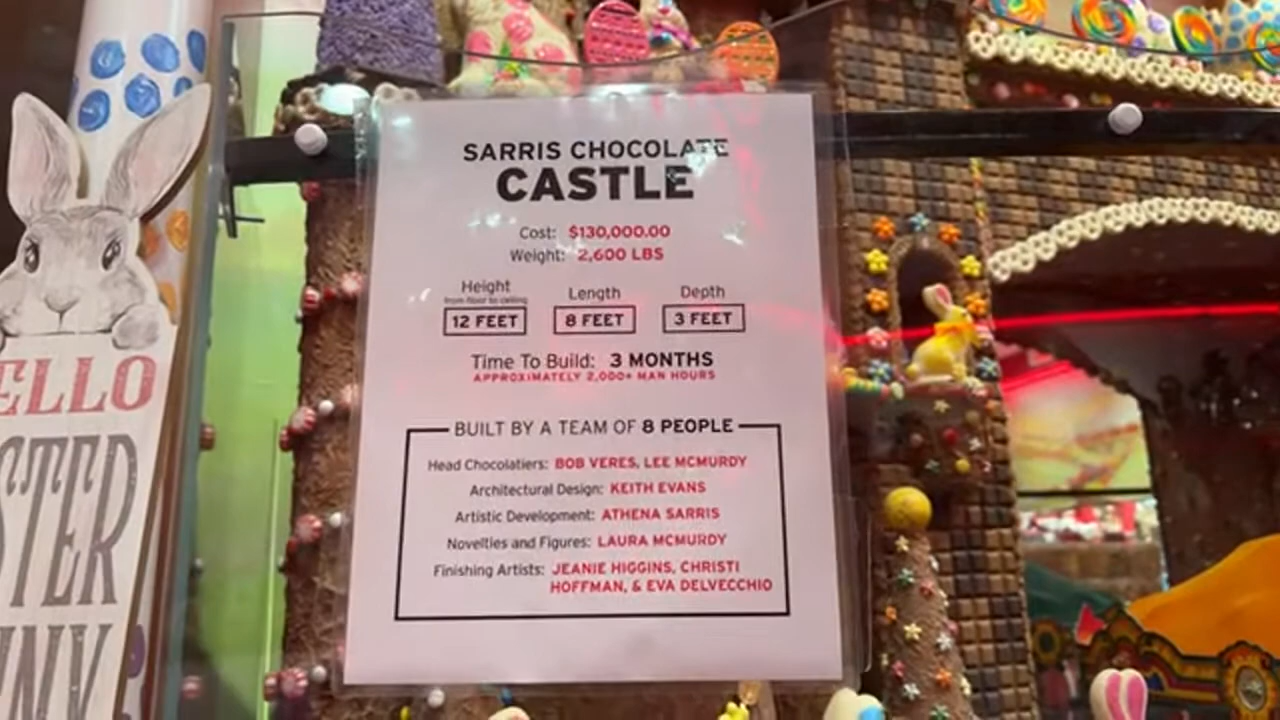 SARRIS CHOCOLATE
CASTLE
Cost: $130,000.00
Weight: 2,600 LBS
Height
from floor to ceiling
12 FEET
Length
8 FEET
Depth
3 FEET
Time To Build: 3 MONTHS
APPROXIMATELY 2,000+ MAN HOURS
BUILT BY A TEAM OF 8 PEOPLE
Head Chocolatiers: BOB VERES, LEE MCMURDY
Architectural Design: KEITH EVANS
Artistic Development: ATHENA SARRIS
Novelties and Figures: LAURA MCMURDY
Finishing Artists: JEANIE HIGGINS, CHRISTI
HOFFMAN, & EVA DELVECCHIO
ELLO
STER
NNY